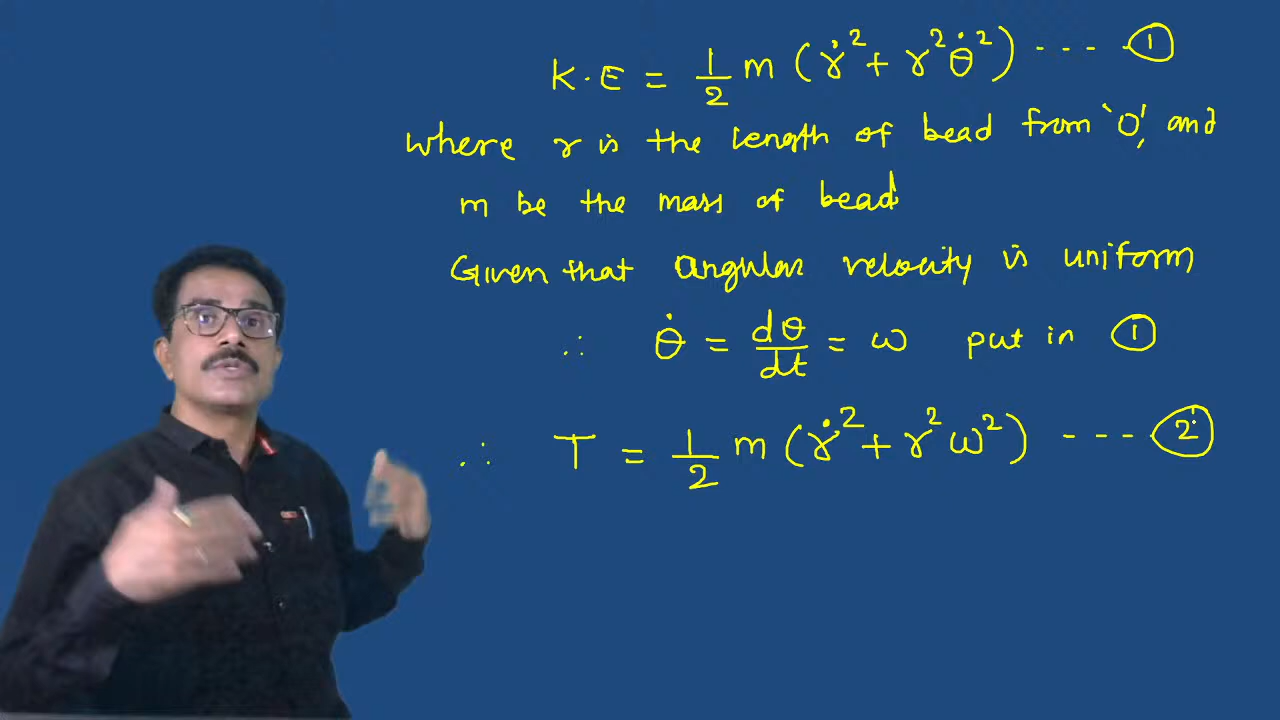 K.E = 1/2 m (ṙ² + r²θ̇²) ---- ①
where r is the length of bead from 'O', and
m be the mass of bead
Given that angular velocity is uniform
∴ θ̇ = dθ/dt = ω put in ①
∴ T = 1/2 m (ṙ² + r²ω²) ---- ②